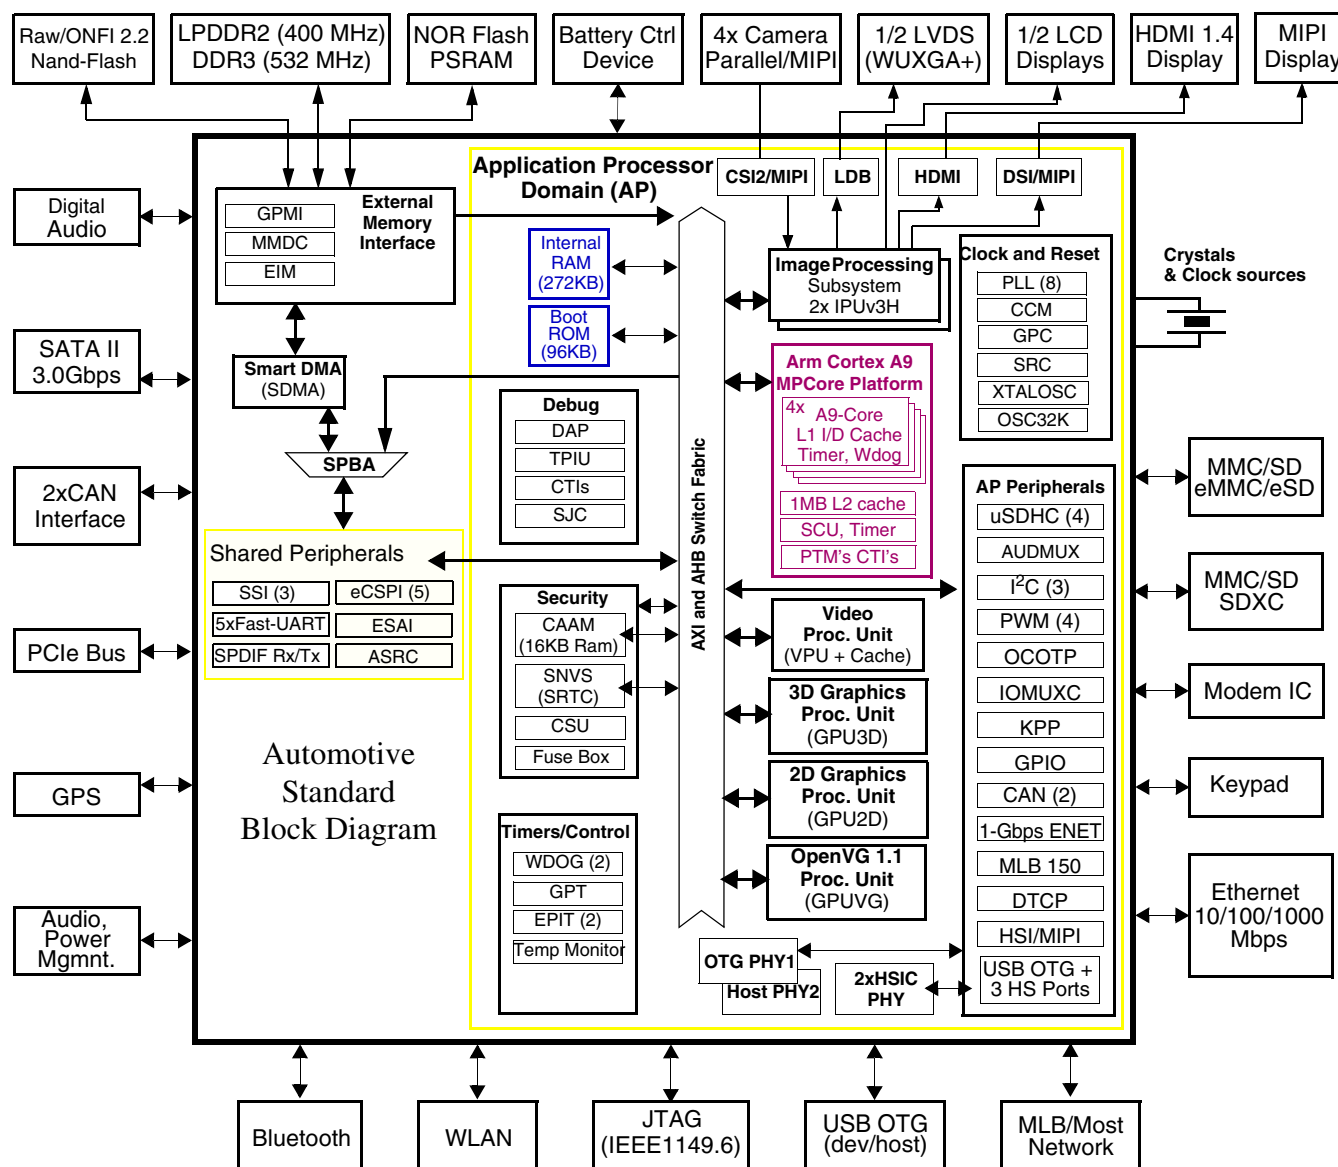 Raw/ONFI 2.2
Nand-Flash
LPDDR2 (400 MHz)
DDR3 (532 MHz)
NOR Flash
PSRAM
Battery Ctrl
Device
4x Camera
Parallel/MIPI
1/2 LVDS
(WUXGA+)
1/2 LCD
Displays
HDMI 1.4
Display
MIPI
Display
Digital
Audio
SATA II
3.0Gbps
2xCAN
Interface
PCIe Bus
GPS
Audio,
Power
Mgmnt.
External
Memory
Interface
GPMI
MMDC
EIM
Smart DMA
(SDMA)
SPBA
Shared Peripherals
SSI (3)
eCSPI (5)
5xFast-UART
ESAI
SPDIF Rx/Tx
ASRC
Automotive
Standard
Block Diagram
Application Processor
Domain (AP)
Internal
RAM
(272KB)
Boot
ROM
(96KB)
Debug
DAP
TPIU
CTIs
SJC
Security
CAAM
(16KB Ram)
SNVS
(SRTC)
CSU
Fuse Box
Timers/Control
WDOG (2)
GPT
EPIT (2)
Temp Monitor
AXI and AHB Switch Fabric
CSI2/MIPI
LDB
HDMI
DSI/MIPI
Image Processing
Subsystem
2x IPUv3H
Arm Cortex A9
MPCore Platform
4x
A9-Core
L1 I/D Cache
Timer, Wdog
1MB L2 cache
SCU, Timer
PTM's CTI's
Video
Proc. Unit
(VPU + Cache)
3D Graphics
Proc. Unit
(GPU3D)
2D Graphics
Proc. Unit
(GPU2D)
OpenVG 1.1
Proc. Unit
(GPUVG)
OTG PHY1
Host PHY2
2xHSIC
PHY
Clock and Reset
PLL (8)
CCM
GPC
SRC
XTALOSC
OSC32K
AP Peripherals
uSDHC (4)
AUDMUX
I²C (3)
PWM (4)
OCOTP
IOMUXC
KPP
GPIO
CAN (2)
1-Gbps ENET
MLB 150
DTCP
HSI/MIPI
USB OTG +
3 HS Ports
Crystals
& Clock sources
MMC/SD
eMMC/eSD
MMC/SD
SDXC
Modem IC
Keypad
Ethernet
10/100/1000
Mbps
Bluetooth
WLAN
JTAG
(IEEE1149.6)
USB OTG
(dev/host)
MLB/Most
Network